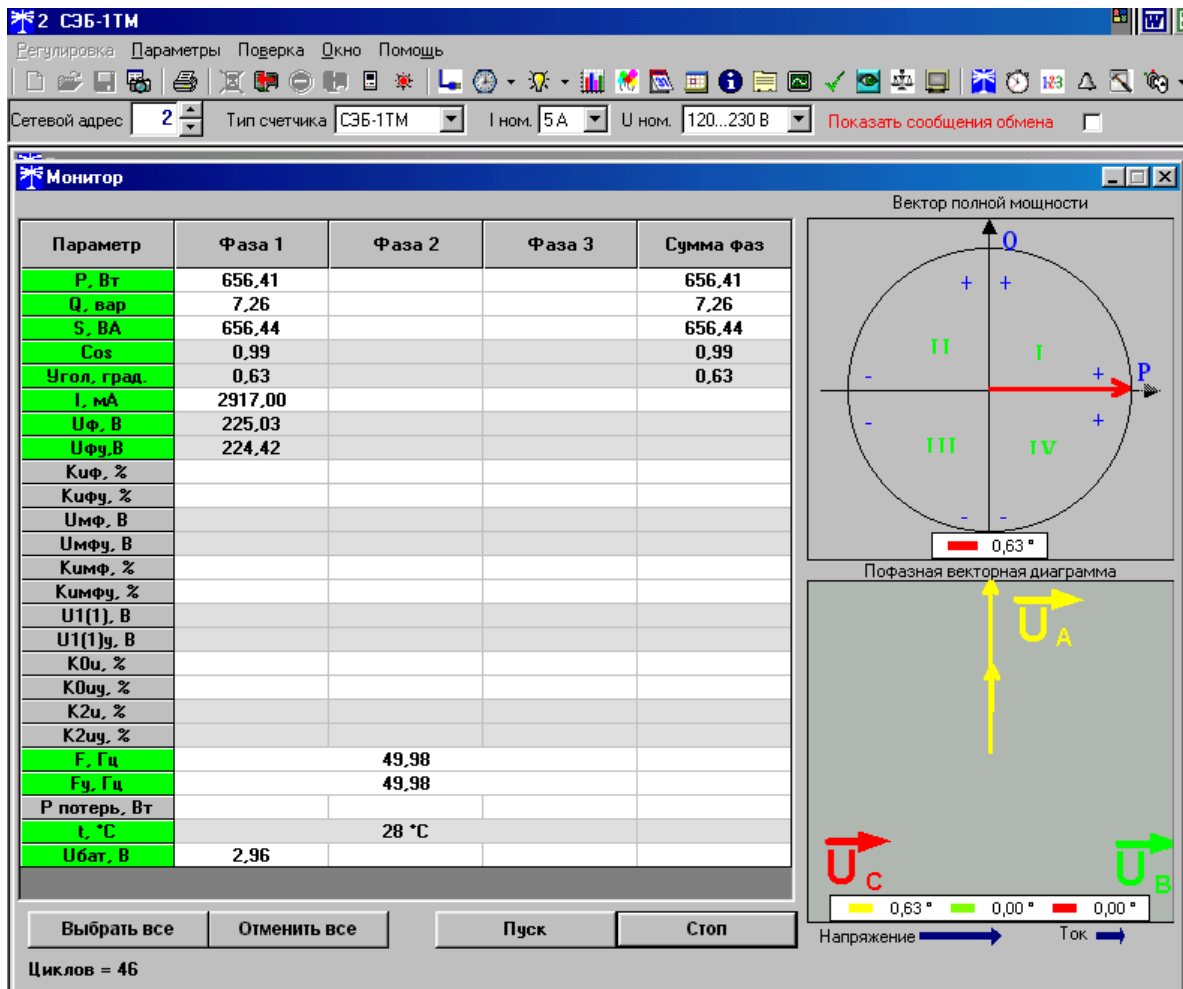 2 СЭБ-1ТМ
Регулировка Параметры Поверка Окно Помощь
Сетевой адрес 2 Тип счетчика СЭБ-1ТМ I ном. 5 А U ном. 120...230 В Показать сообщения обмена
Монитор
Вектор полной мощности
Параметр Фаза 1 Фаза 2 Фаза 3 Сумма фаз
P, Вт 656,41 656,41
Q, вар 7,26 7,26
S, ВА 656,44 656,44
Cos 0,99 0,99
Угол, град. 0,63 0,63
I, мА 2917,00
Uф, В 225,03
Uфу,В 224,42
Kuф, %
Kuфу, %
Uмф, В
Uмфу, В
Kuмф, %
Kuмфу, %
U1(1), В
U1(1)у, В
K0u, %
K0uу, %
K2u, %
K2uу, %
F, Гц 49,98
Fу, Гц 49,98
P потерь, Вт
t, °C 28 °C
Uбат, В 2,96
Q
+ +
II I
- + P
- +
III IV
- -
0,63 °
Пофазная векторная диаграмма
U A
U C U B
0,63 ° 0,00 ° 0,00 °
Напряжение Ток
Выбрать все Отменить все Пуск Стоп
Циклов = 46